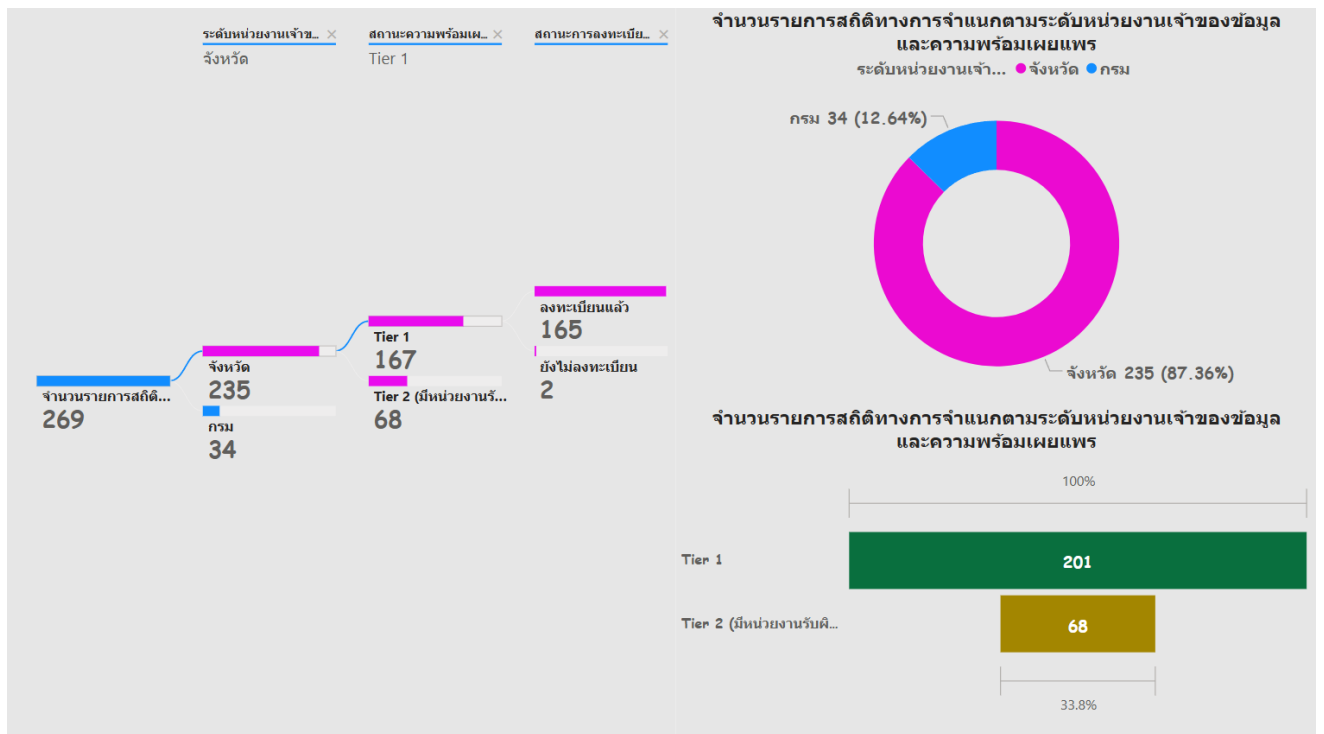 ระดับหน่วยงานเจ้าข...
จังหวัด
สถานะความพร้อมเผ...
Tier 1
สถานะการลงทะเบีย...
จำนวนรายการสถิติ...
269
จังหวัด
235
กรม
34
Tier 1
167
Tier 2 (มีหน่วยงานรั...
68
ลงทะเบียนแล้ว
165
ยังไม่ลงทะเบียน
2
จำนวนรายการสถิติทางการจำแนกตามระดับหน่วยงานเจ้าของข้อมูล
และความพร้อมเผยแพร
ระดับหน่วยงานเจ้า... จังหวัด กรม
กรม 34 (12.64%)
จังหวัด 235 (87.36%)
จำนวนรายการสถิติทางการจำแนกตามระดับหน่วยงานเจ้าของข้อมูล
และความพร้อมเผยแพร
100%
Tier 1
201
Tier 2 (มีหน่วยงานรับผิ...
68
33.8%